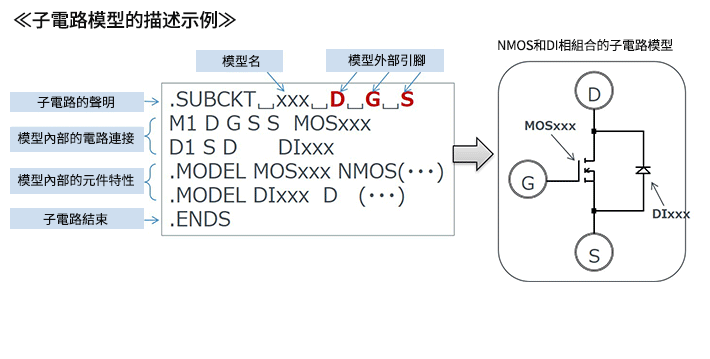 ≪子電路模型的描述示例≫
NMOS和DI相組合的子電路模型
模型名
模型外部引腳
子電路的聲明
.SUBCKT␣xxx␣D␣G␣S
模型內部的電路連接
M1 D G S S MOSxxx
D1 S D DIxxx
模型內部的元件特性
.MODEL MOSxxx NMOS(･･･)
.MODEL DIxxx D (･･･)
子電路結束
.ENDS
D
MOSxxx
G
DIxxx
S